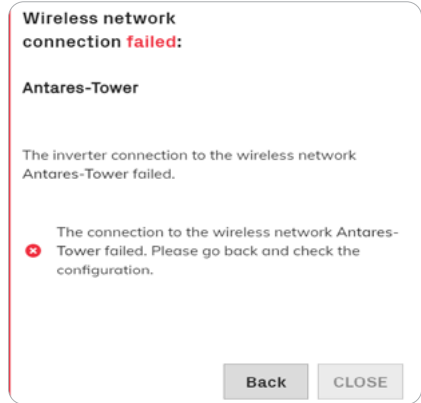 Wireless network
connection failed:
Antares-Tower
The inverter connection to the wireless network
Antares-Tower failed.
The connection to the wireless network Antares-
Tower failed. Please go back and check the
configuration.
Back
CLOSE